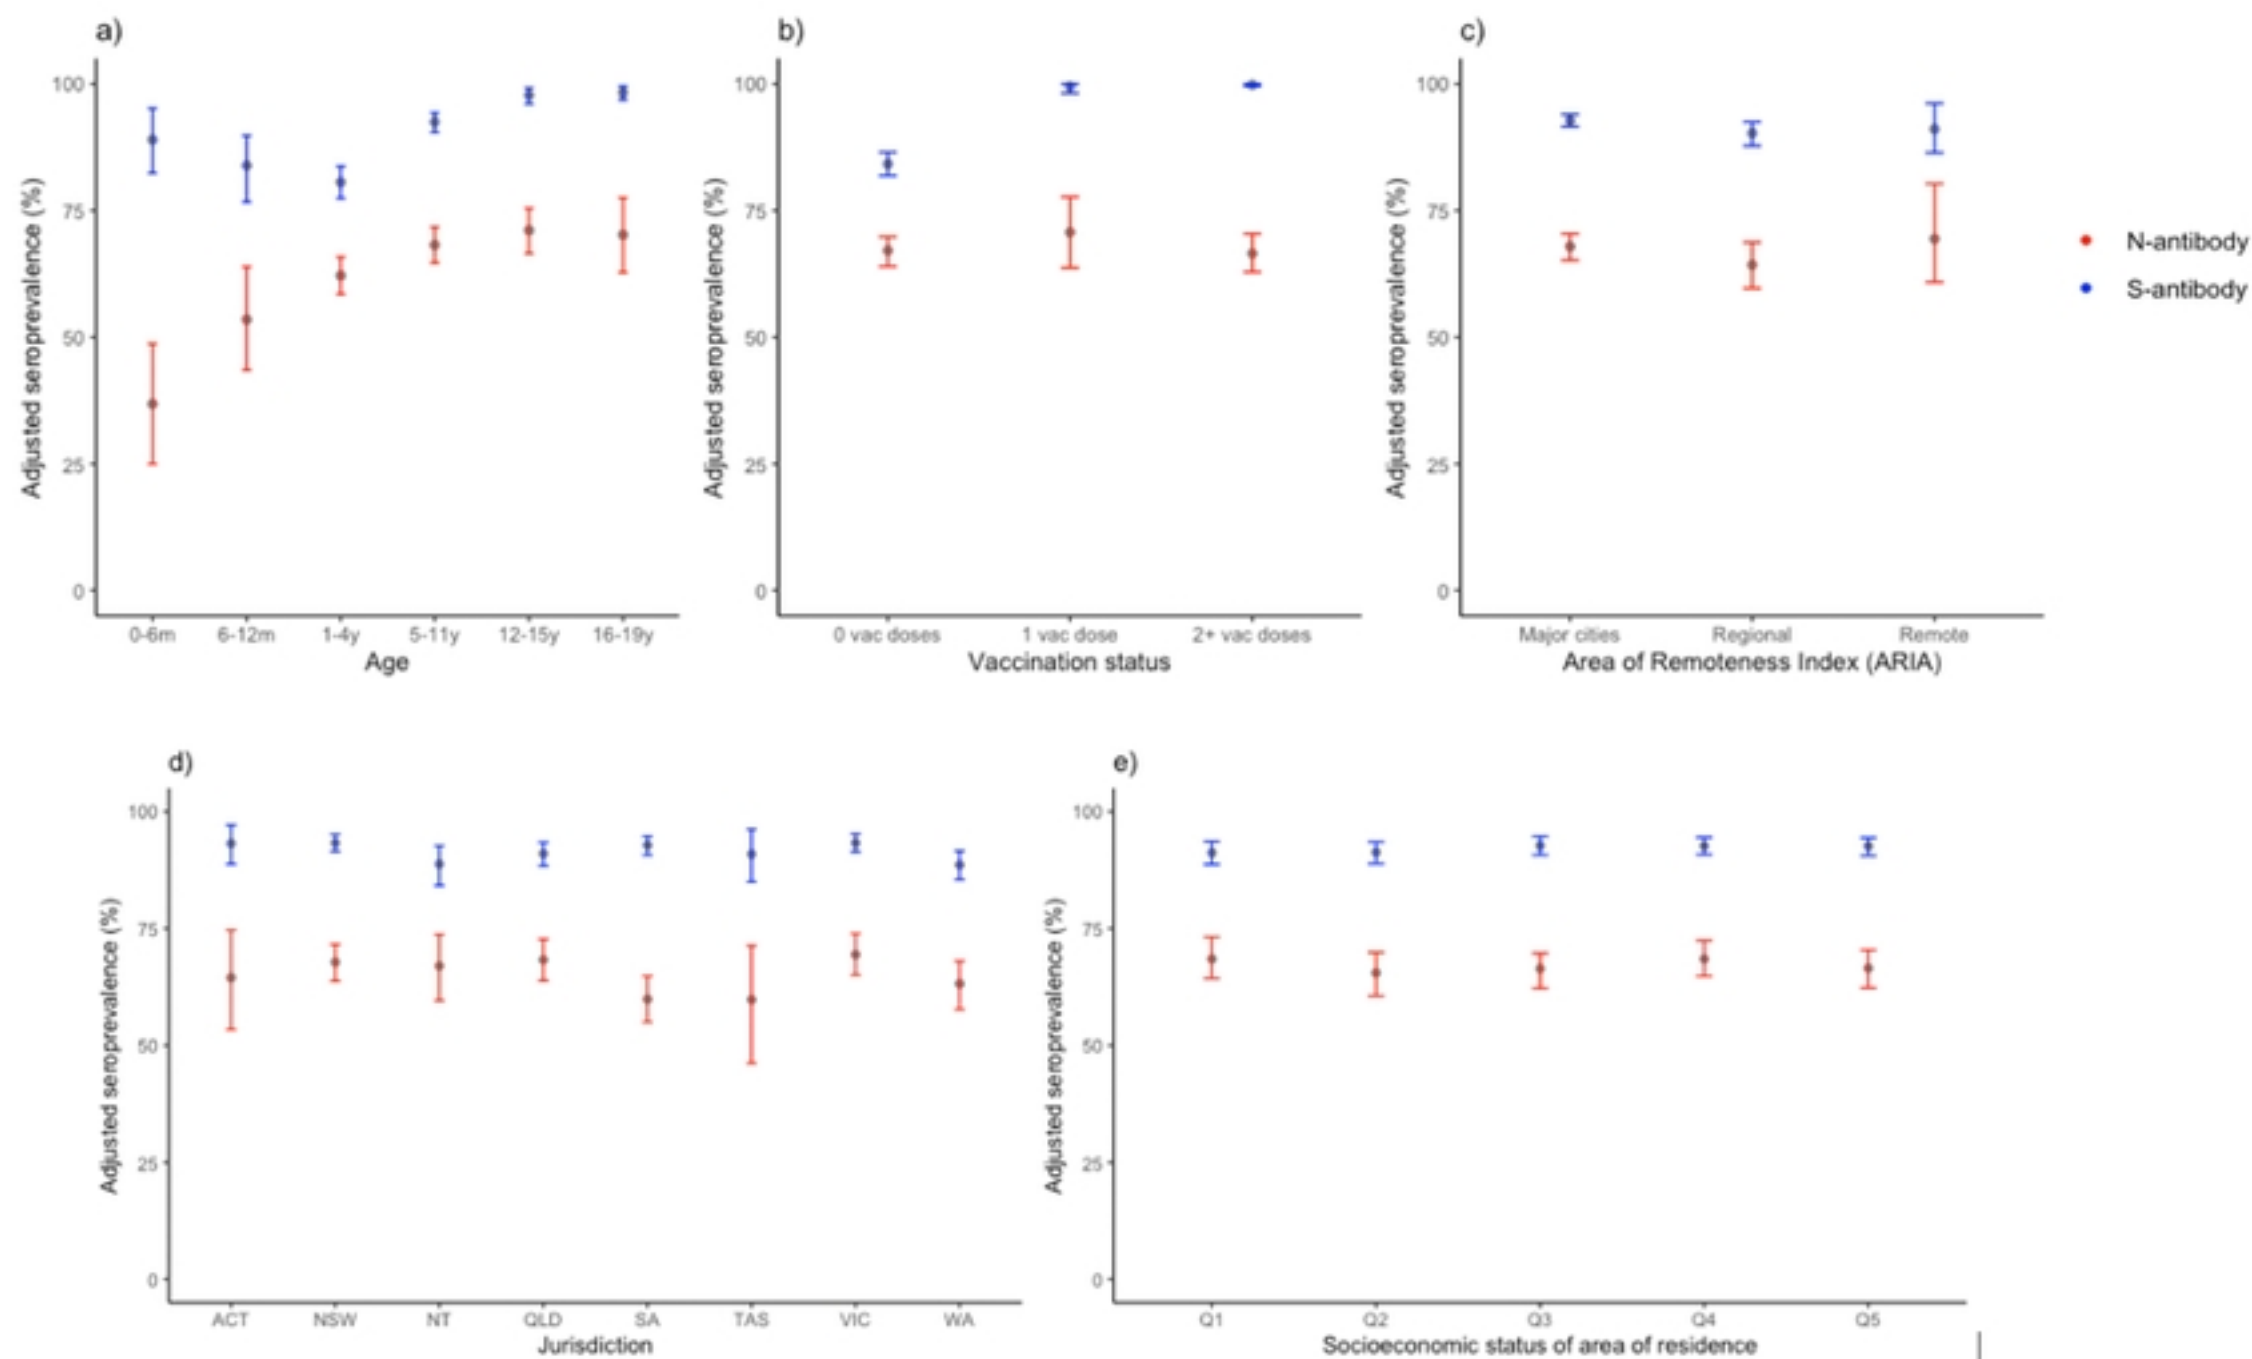 a)
100
75
50
25
0
Adjusted seroprevalence (%)
0-6m 6-12m 1-4y 5-11y 12-15y 16-19y
Age
b)
100
75
50
25
0
Adjusted seroprevalence (%)
0 vac doses 1 vac dose 2+ vac doses
Vaccination status
c)
100
75
50
25
0
Adjusted seroprevalence (%)
Major cities Regional Remote
Area of Remoteness Index (ARIA)
N-antibody
S-antibody
d)
100
75
50
25
0
Adjusted seroprevalence (%)
ACT NSW NT QLD SA TAS VIC WA
Jurisdiction
e)
100
75
50
25
0
Adjusted seroprevalence (%)
Q1 Q2 Q3 Q4 Q5
Socioeconomic status of area of residence